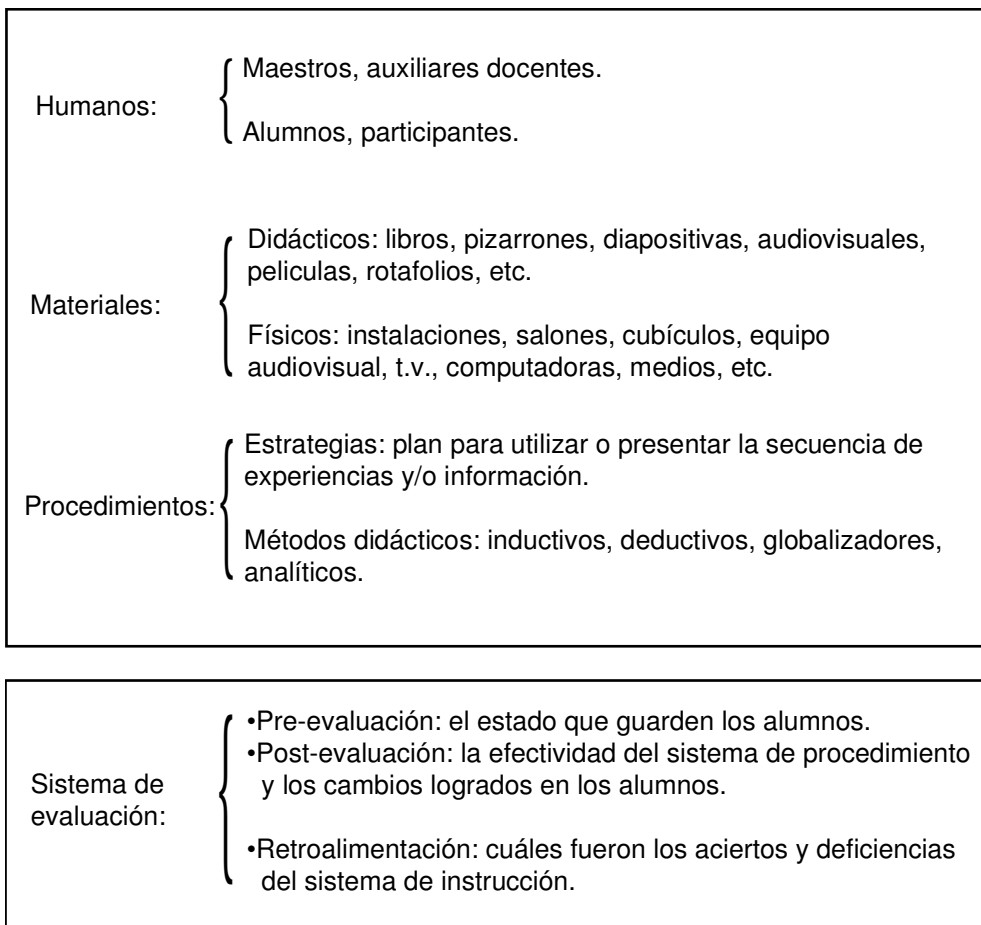 Humanos:
Maestros, auxiliares docentes.
Alumnos, participantes.
Materiales:
Didácticos: libros, pizarrones, diapositivas, audiovisuales,
peliculas, rotafolios, etc.
Físicos: instalaciones, salones, cubículos, equipo
audiovisual, t.v., computadoras, medios, etc.
Procedimientos:
Estrategias: plan para utilizar o presentar la secuencia de
experiencias y/o información.
Métodos didácticos: inductivos, deductivos, globalizadores,
analíticos.
Sistema de
evaluación:
•Pre-evaluación: el estado que guarden los alumnos.
•Post-evaluación: la efectividad del sistema de procedimiento
y los cambios logrados en los alumnos.
•Retroalimentación: cuáles fueron los aciertos y deficiencias
del sistema de instrucción.